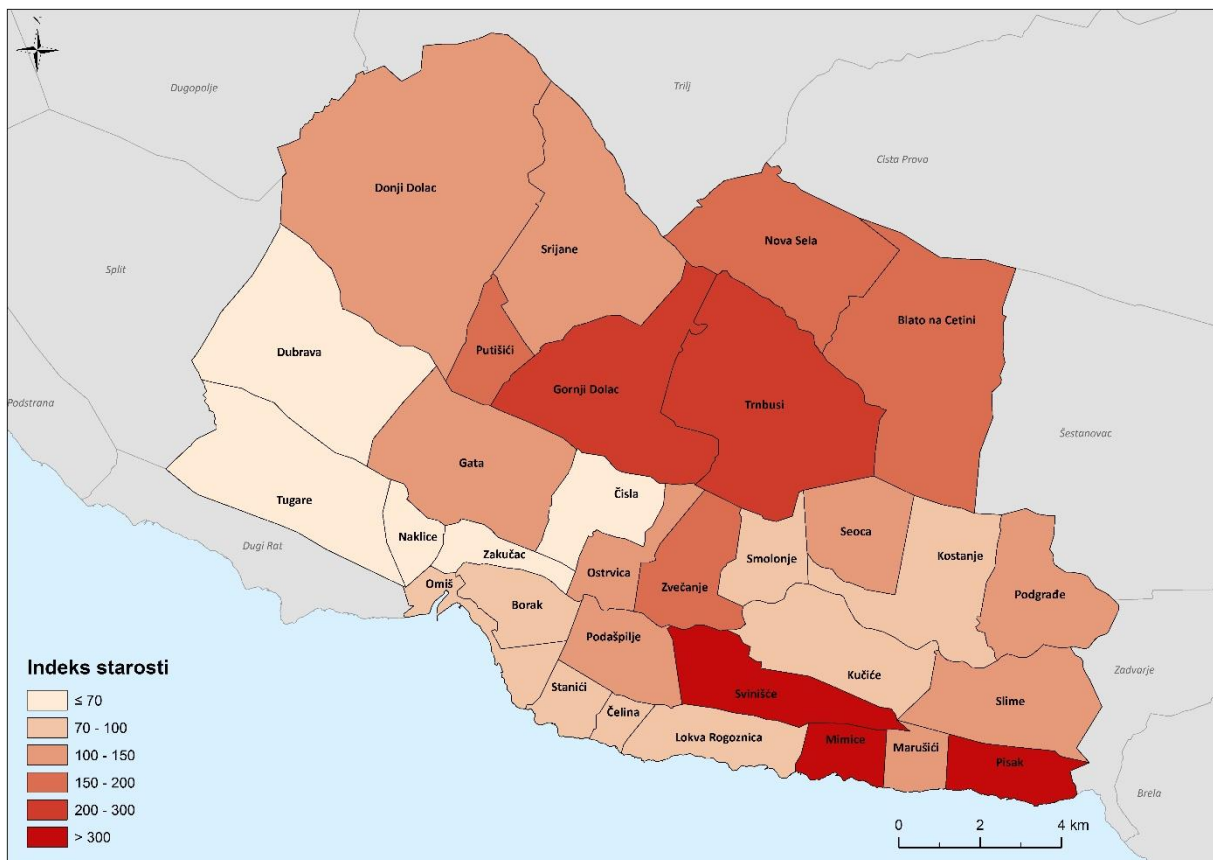 N
Dugopolje
Trilj
Cista Provo
Donji Dolac
Nova Sela
Srijane
Split
Blato na Cetini
Putišići
Dubrava
Gornji Dolac
Trnbusi
Podstrana
Šestanovac
Gata
Čisla
Tugare
Seoca
Naklice
Kostanje
Dugi Rat
Zakučac
Smolonje
Ostrvica
Omiš
Zvečanje
Podgrađe
Borak
Podašpilje
Indeks starosti
Zadvarje
Kučiće
Stanići
Svinišče
≤ 70
Slime
Čelina
70 - 100
Lokva Rogoznica
Mimice
Marušići
100 - 150
Pisak
150 - 200
Brela
200 - 300
0 2 4 km
> 300